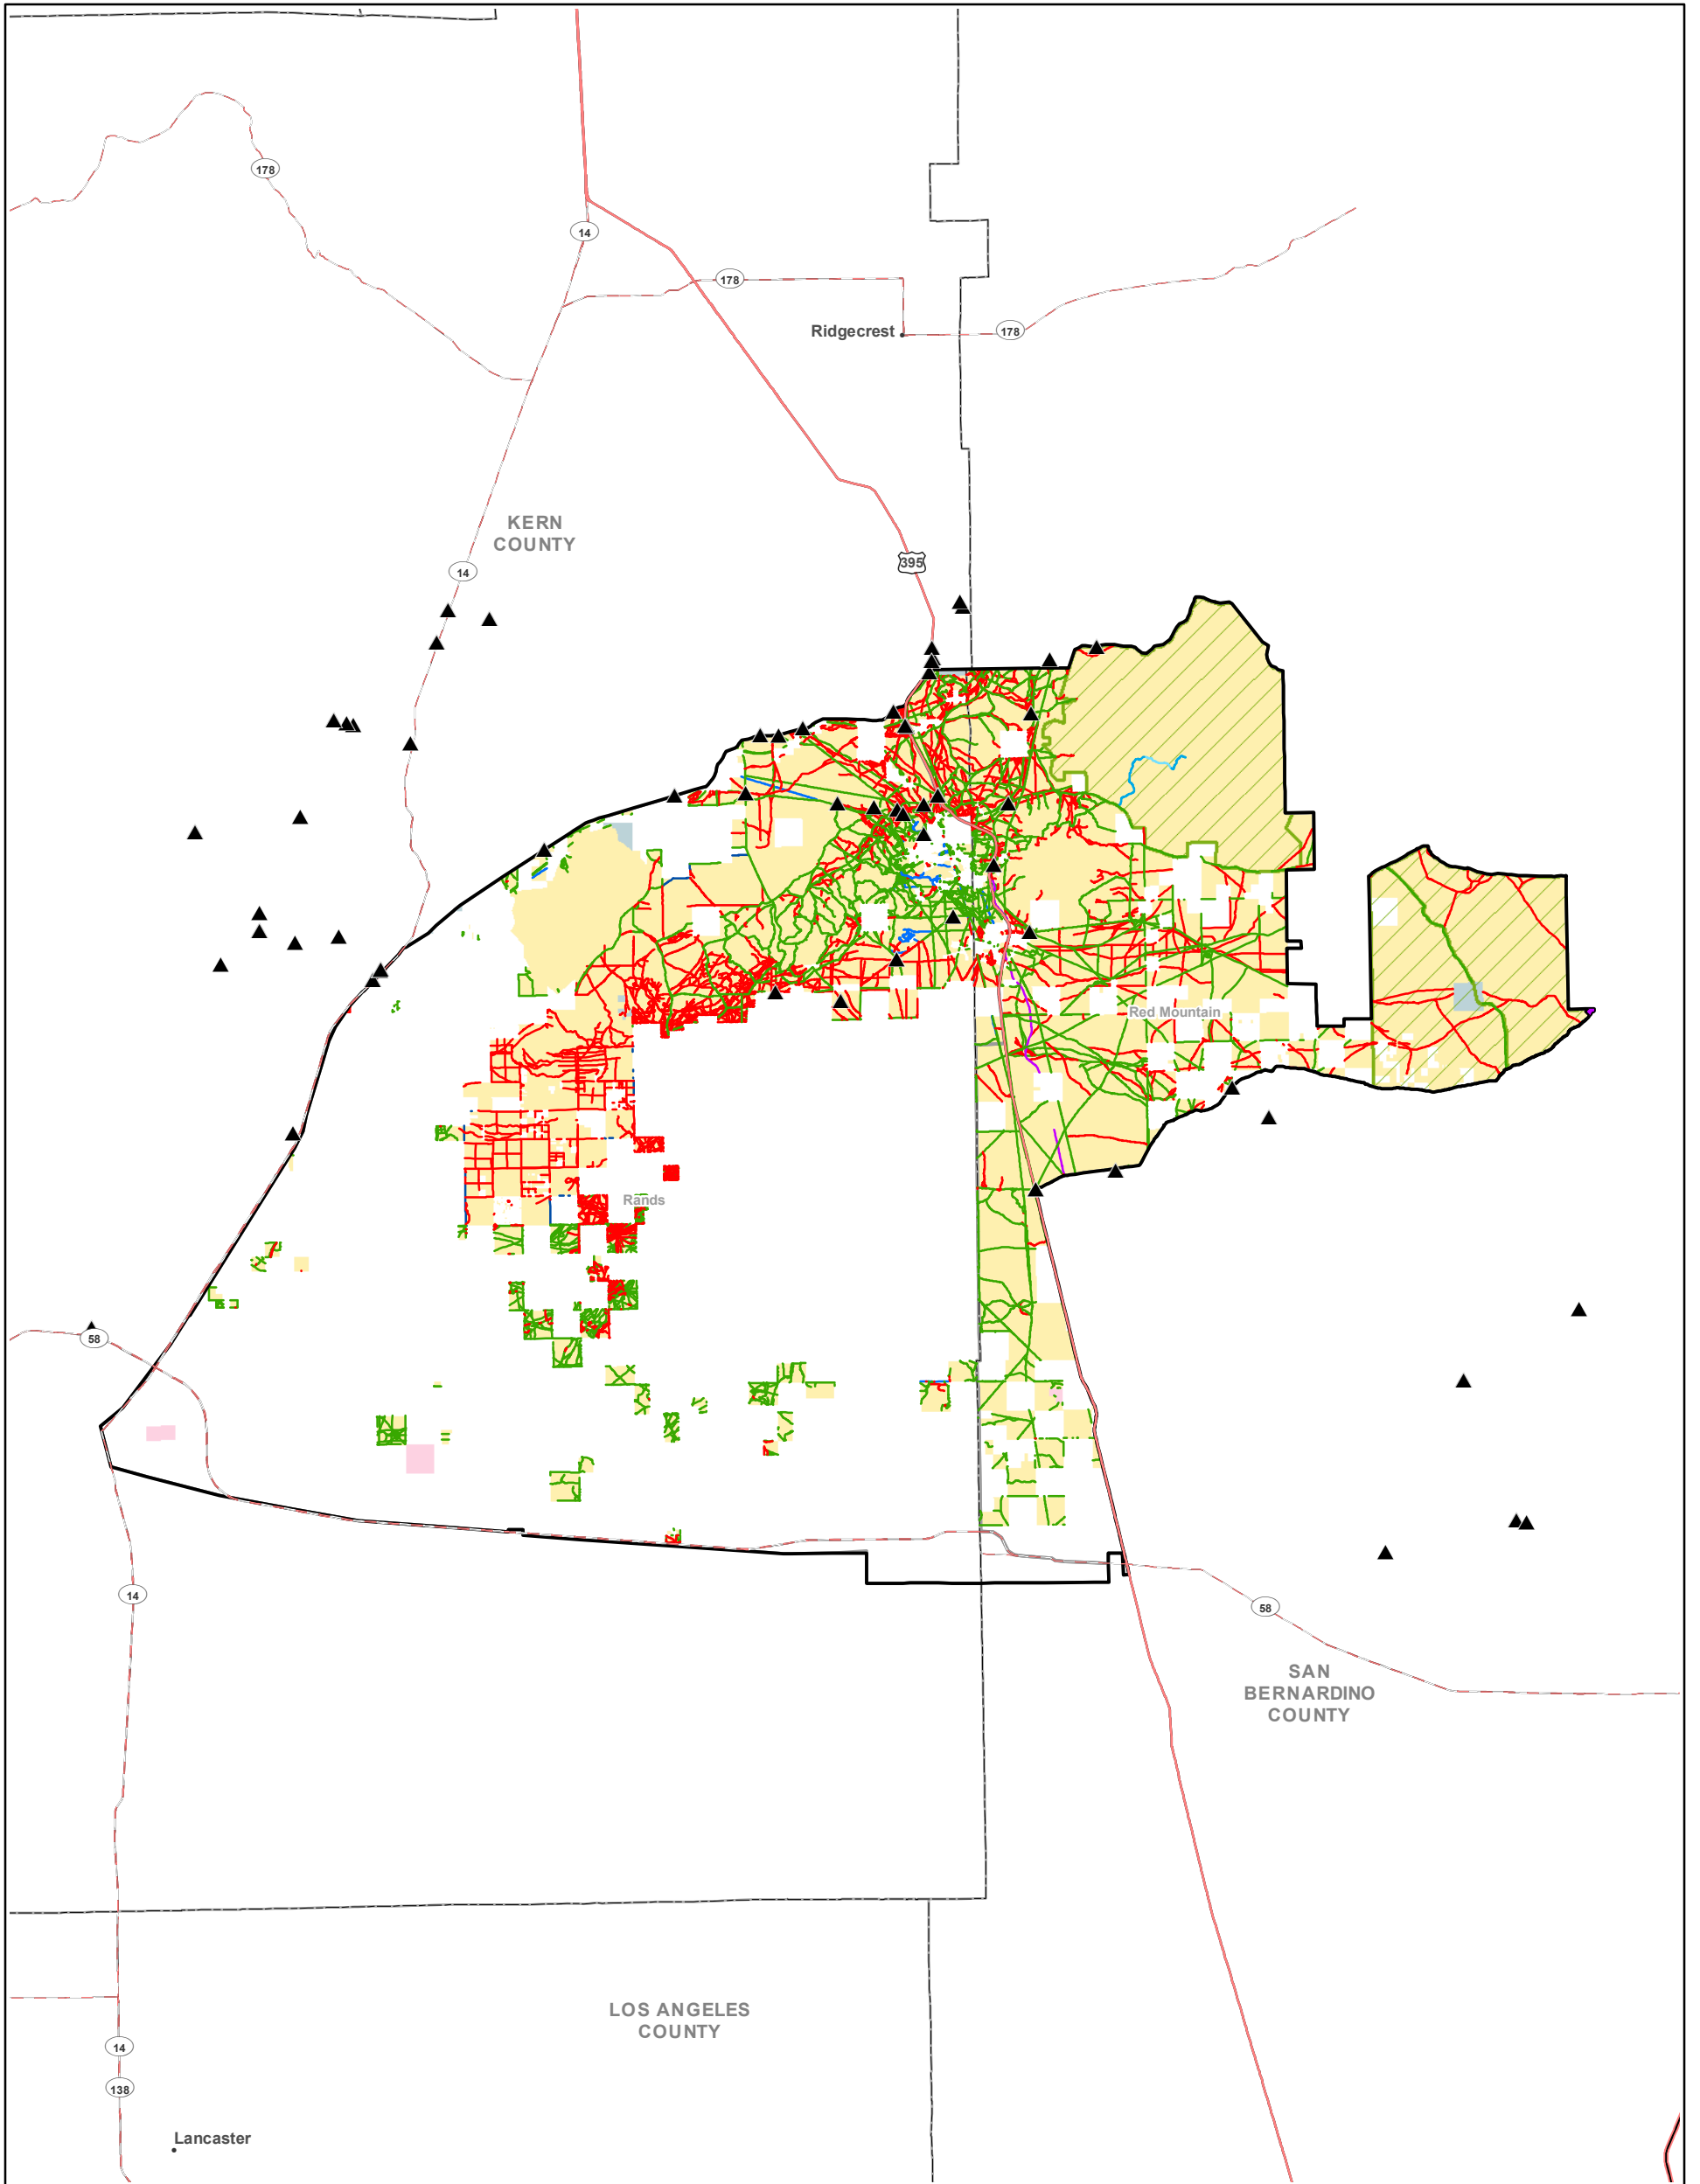 178
14
178
Ridgecrest
178
KERN
COUNTY
395
14
Red Mountain
Rands
58
14
58
SAN
BERNARDINO
COUNTY
LOS ANGELES
COUNTY
14
138
Lancaster